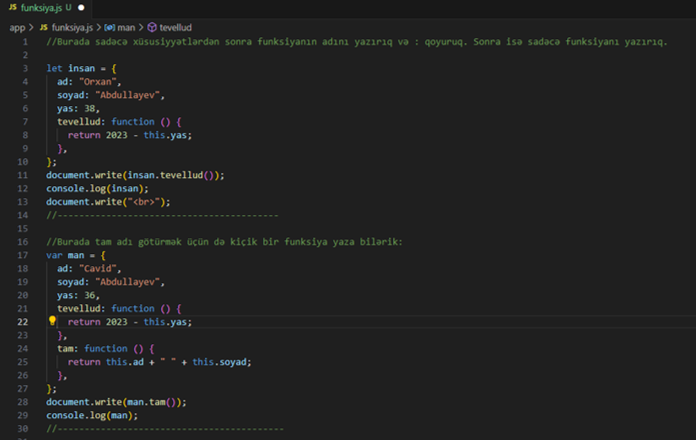 JS funksiya.js U
app > JS funksiya.js > man > tevellud
1 //Burada sadəcə xüsusiyyətlərdən sonra funksiyanın adını yazırıq və : qoyuruq. Sonra isə sadəcə funksiyanı yazırıq.
2
3 let insan = {
4 ad: "Orxan",
5 soyad: "Abdullayev",
6 yas: 38,
7 tevellud: function () {
8 return 2023 - this.yas;
9 },
10 };
11 document.write(insan.tevellud());
12 console.log(insan);
13 document.write("<br>");
14 //-----------------------------------------
15
16 //Burada tam adı götürmək üçün də kiçik bir funksiya yaza bilərik:
17 var man = {
18 ad: "Cavid",
19 soyad: "Abdullayev",
20 yas: 36,
21 tevellud: function () {
22 return 2023 - this.yas;
23 },
24 tam: function () {
25 return this.ad + " " + this.soyad;
26 },
27 };
28 document.write(man.tam());
29 console.log(man);
30 //------------------------------------------